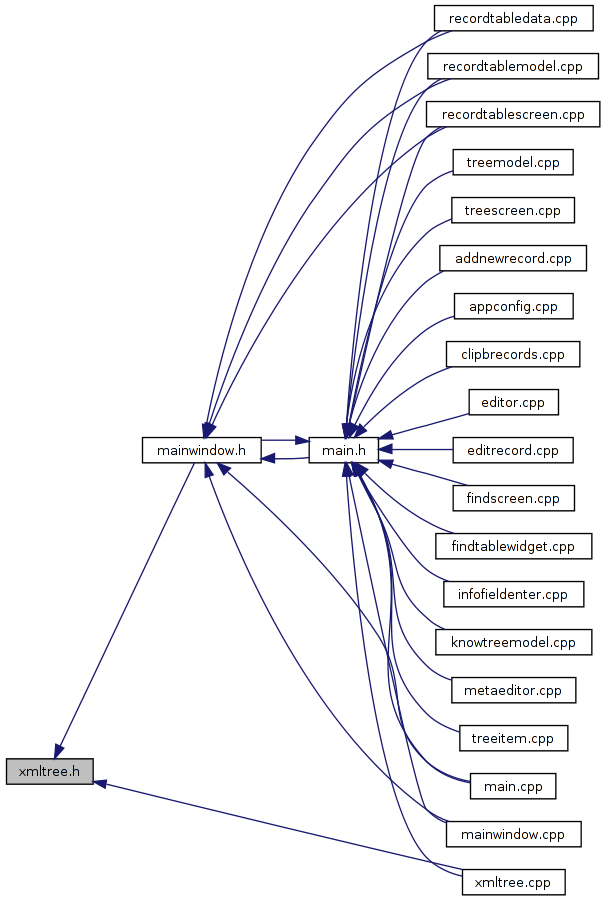 recordtabledata.cpp
recordtablemodel.cpp
recordtablescreen.cpp
treemodel.cpp
treescreen.cpp
addnewrecord.cpp
appconfig.cpp
clipbrecords.cpp
editor.cpp
mainwindow.h
main.h
editrecord.cpp
findscreen.cpp
findtablewidget.cpp
infofieldenter.cpp
knowtreemodel.cpp
metaeditor.cpp
treeitem.cpp
xmltree.h
main.cpp
mainwindow.cpp
xmltree.cpp